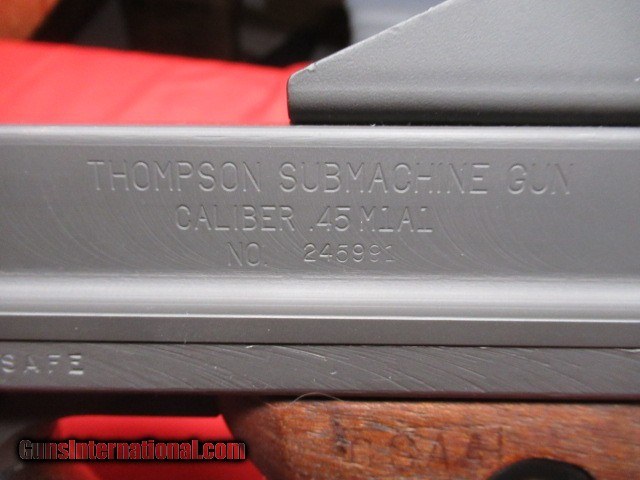 THOMPSON SUBMACHINE GUN
CALIBER .45 M1A1
NO. 245981
SAFE
GunsInternational.com